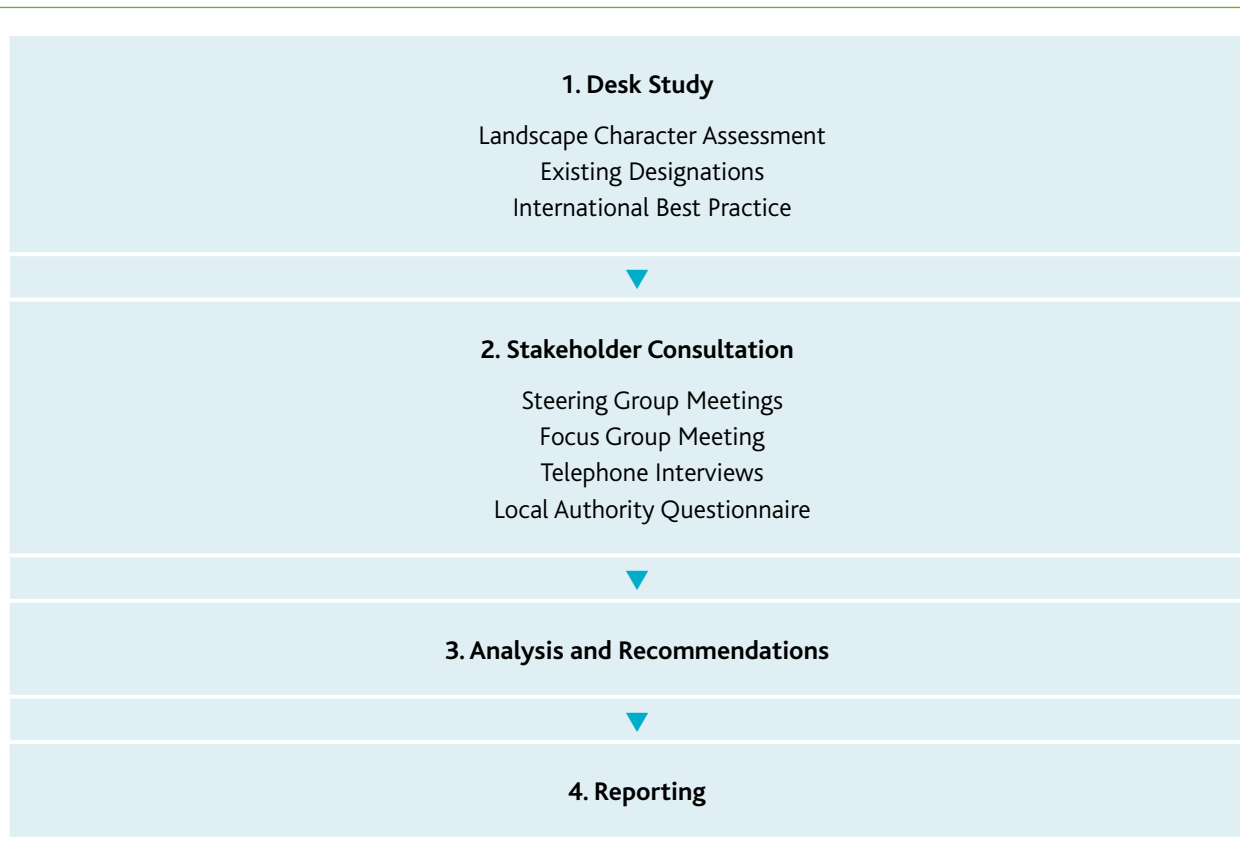 1. Desk Study
Landscape Character Assessment
Existing Designations
International Best Practice
2. Stakeholder Consultation
Steering Group Meetings
Focus Group Meeting
Telephone Interviews
Local Authority Questionnaire
3. Analysis and Recommendations
4. Reporting